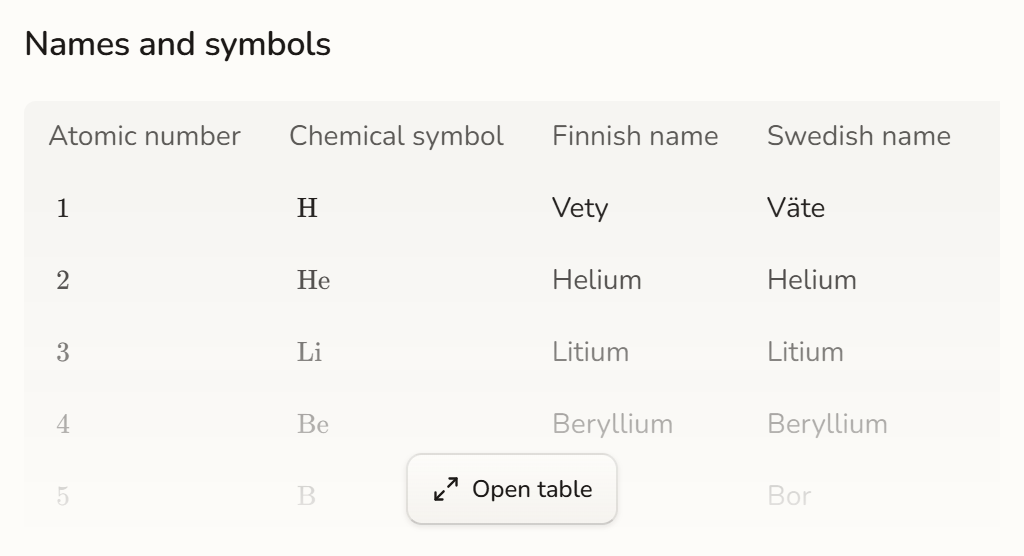 Names and symbols
Atomic number Chemical symbol Finnish name Swedish name
1 H Vety Väte
2 He Helium Helium
3 Li Litium Litium
4 Be Beryllium Beryllium
5 B Bor
Open table